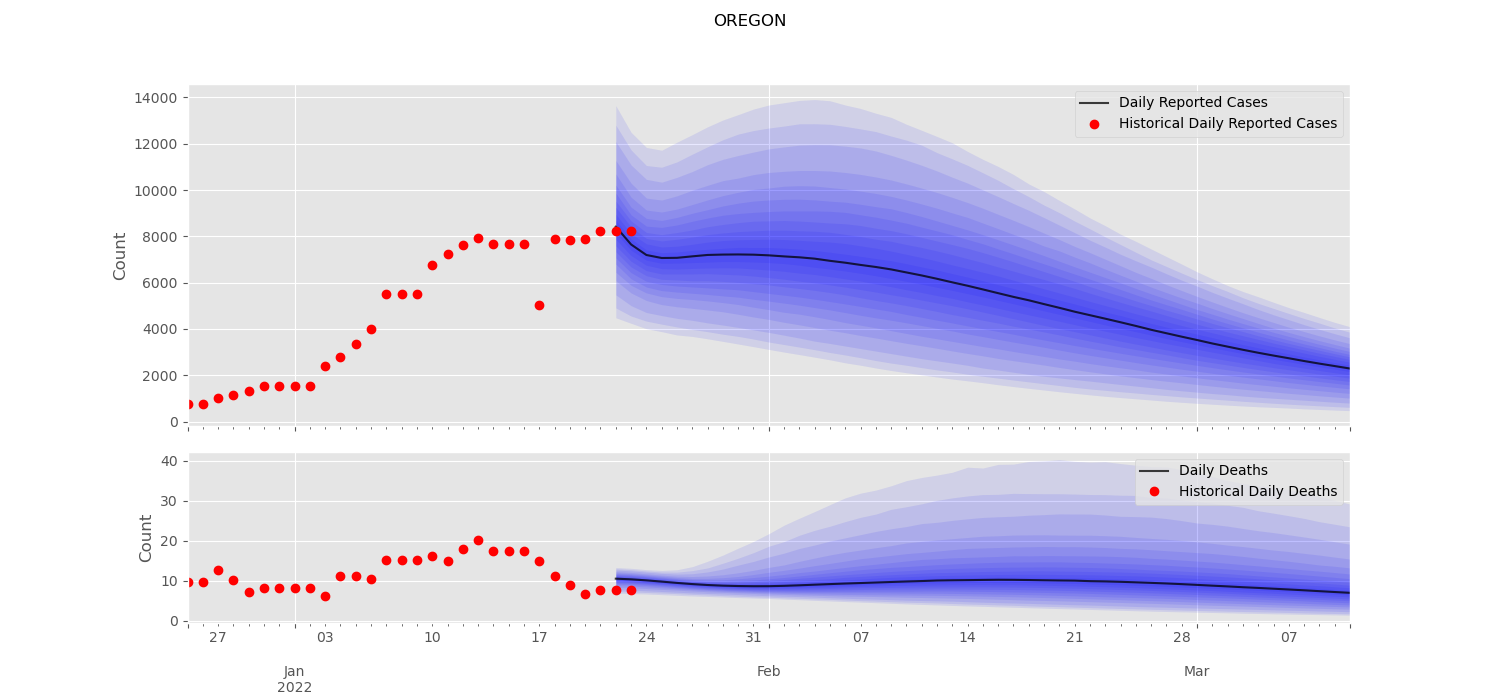 OREGON
Count
14000
12000
10000
8000
6000
4000
2000
0
Daily Reported Cases
Historical Daily Reported Cases
Count
40
30
20
10
0
Daily Deaths
Historical Daily Deaths
27 03 10 17 24 31 07 14 21 28 07
Jan Feb Mar
2022